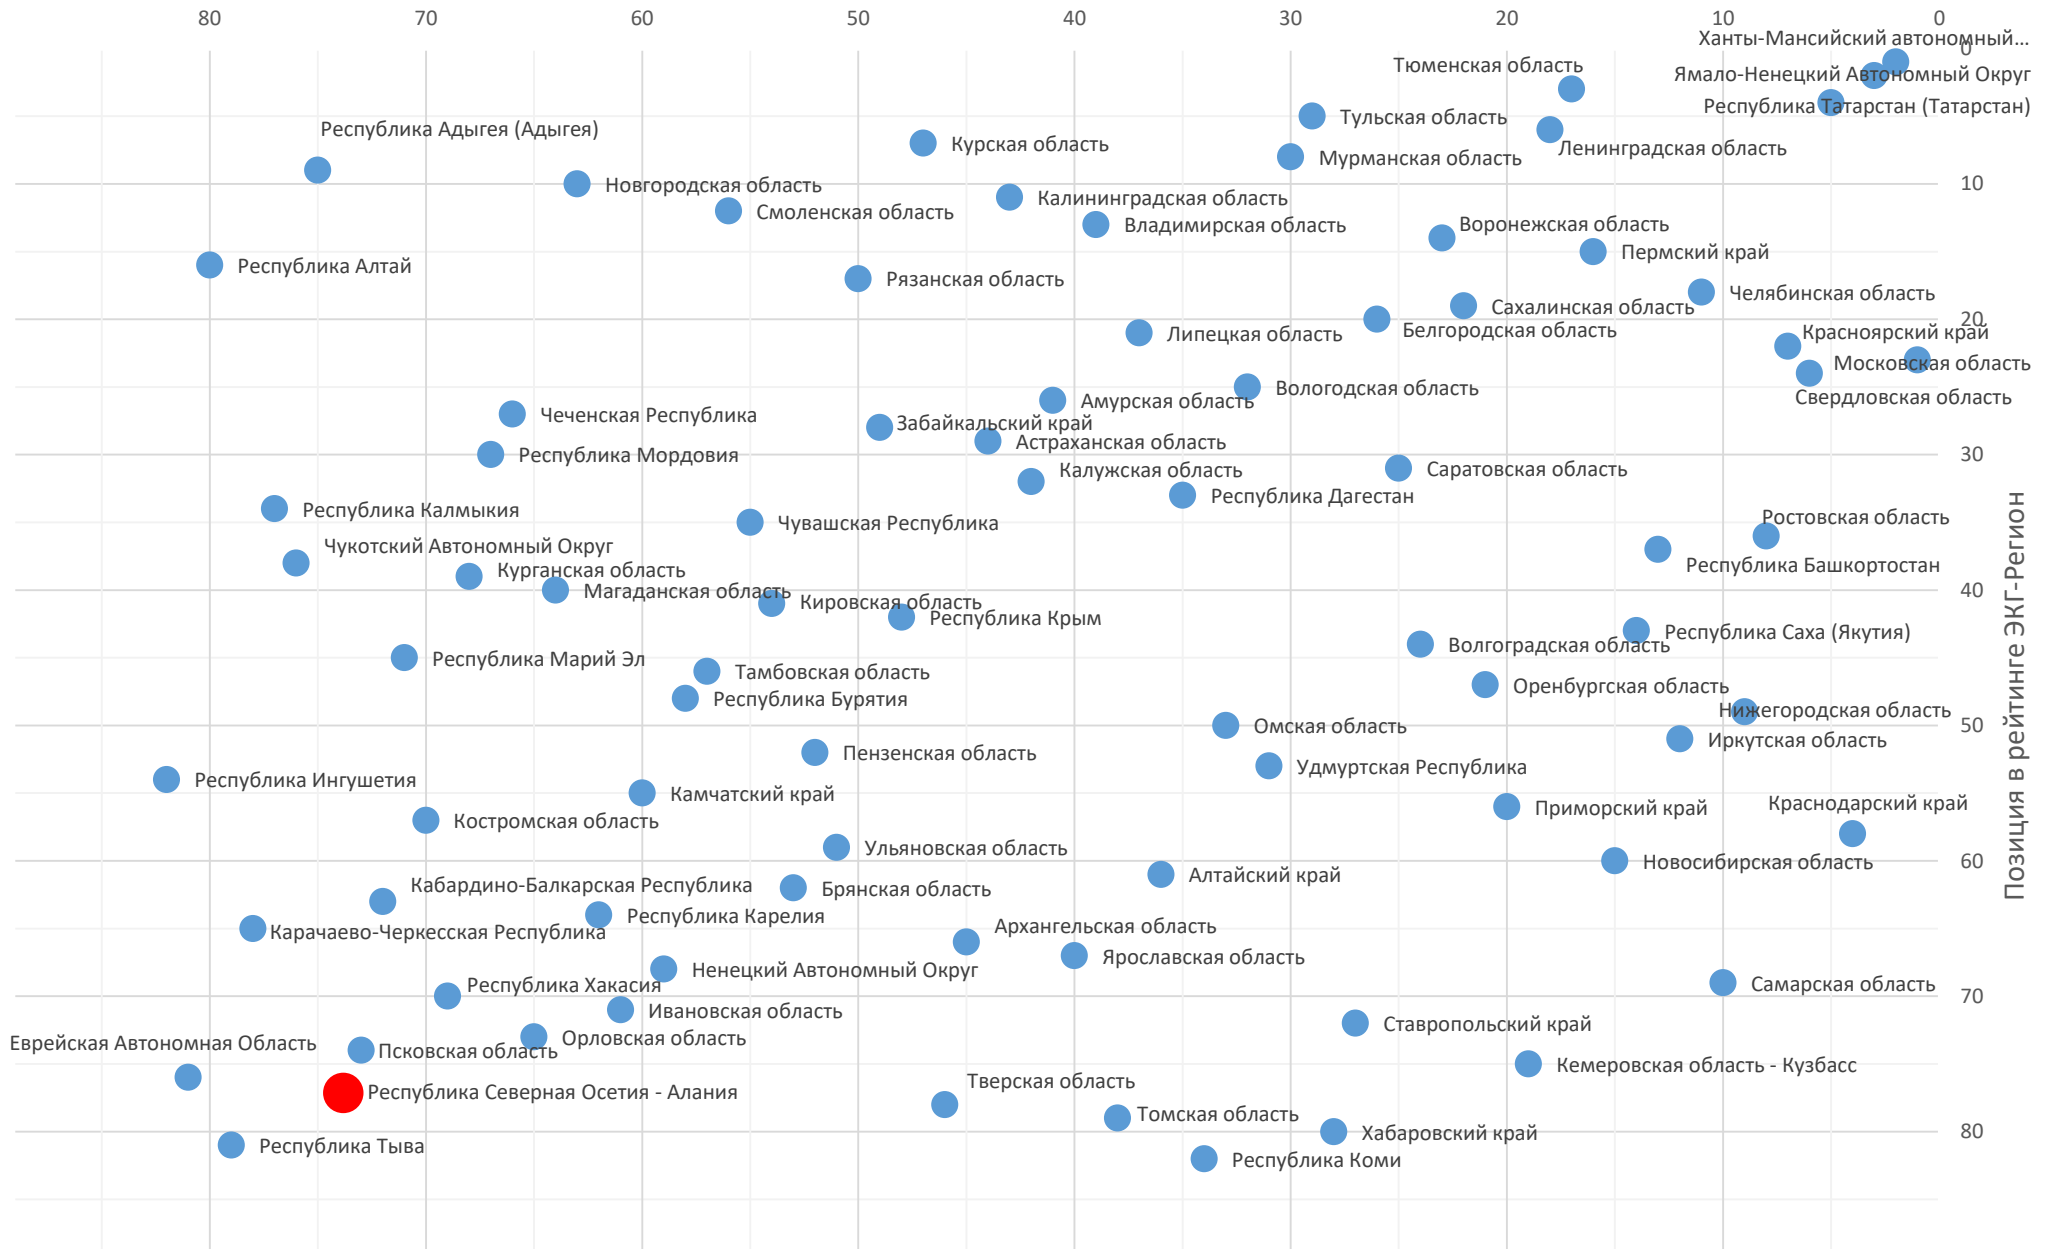 80 70 60 50 40 30 20 10 0
Ханты-Мансийский автономный...
0
Тюменская область
Ямало-Ненецкий Автономный Округ
Республика Татарстан (Татарстан)
Тульская область
Республика Адыгея (Адыгея)
Курская область
Ленинградская область
Мурманская область
Новгородская область
10
Калининградская область
Смоленская область
Владимирская область
Воронежская область
Пермский край
Республика Алтай
Рязанская область
Челябинская область
Сахалинская область
20
Белгородская область
Липецкая область
Красноярский край
Московская область
Вологодская область
Свердловская область
Амурская область
Чеченская Республика
Забайкальский край
Астраханская область
Республика Мордовия
30
Калужская область
Саратовская область
Республика Дагестан
Республика Калмыкия
Ростовская область
Чувашская Республика
Чукотский Автономный Округ
Республика Башкортостан
Курганская область
Магаданская область
40
Кировская область
Республика Крым
Республика Саха (Якутия)
Волгоградская область
Республика Марий Эл
Тамбовская область
Оренбургская область
Республика Бурятия
Нижегородская область
Омская область
50
Иркутская область
Пензенская область
Удмуртская Республика
Республика Ингушетия
Камчатский край
Краснодарский край
Приморский край
Костромская область
Ульяновская область
Новосибирская область
60
Алтайский край
Кабардино-Балкарская Республика
Брянская область
Республика Карелия
Карачаево-Черкесская Республика
Архангельская область
Ярославская область
Ненецкий Автономный Округ
Самарская область
Республика Хакасия
70
Ивановская область
Ставропольский край
Орловская область
Еврейская Автономная Область
Псковская область
Кемеровская область - Кузбасс
Республика Северная Осетия - Алания
Тверская область
Томская область
Хабаровский край
80
Республика Тыва
Республика Коми
Позиция в рейтинге ЭКГ-Регион